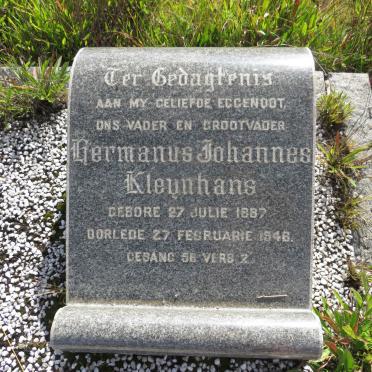 Ter Gedagtenis
AAN MY GELIEFDE EGGENOOT,
ONS VADER EN GROOTVADER
Hermanus Johannes
Kleynhans
GEBORE 27 JULIE 1887
OORLEDE 27 FEBRUARIE 1946.
GESANG 56 VERS 2.